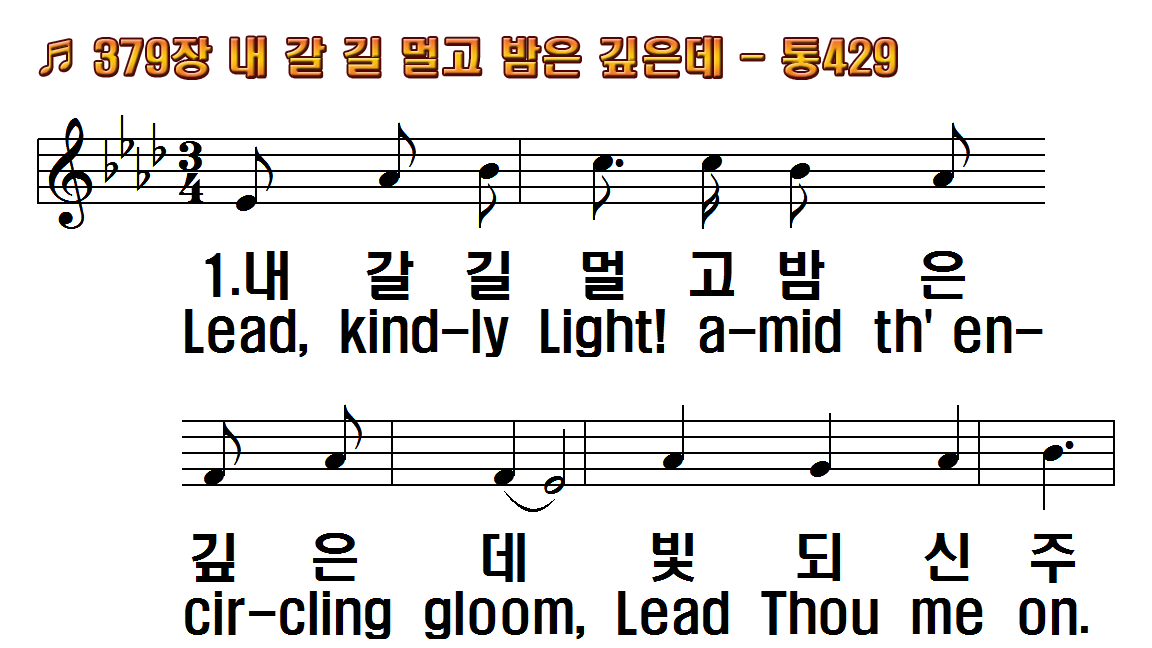 ♬ 379장 내 갈 길 멀고 밤은 깊은데 - 통429
3
4
1.내 갈 길 멀 고 밤 은
Lead, kind-ly Light! a-mid th' en-
깊 은 데 빛 되 신 주
cir-cling gloom, Lead Thou me on.